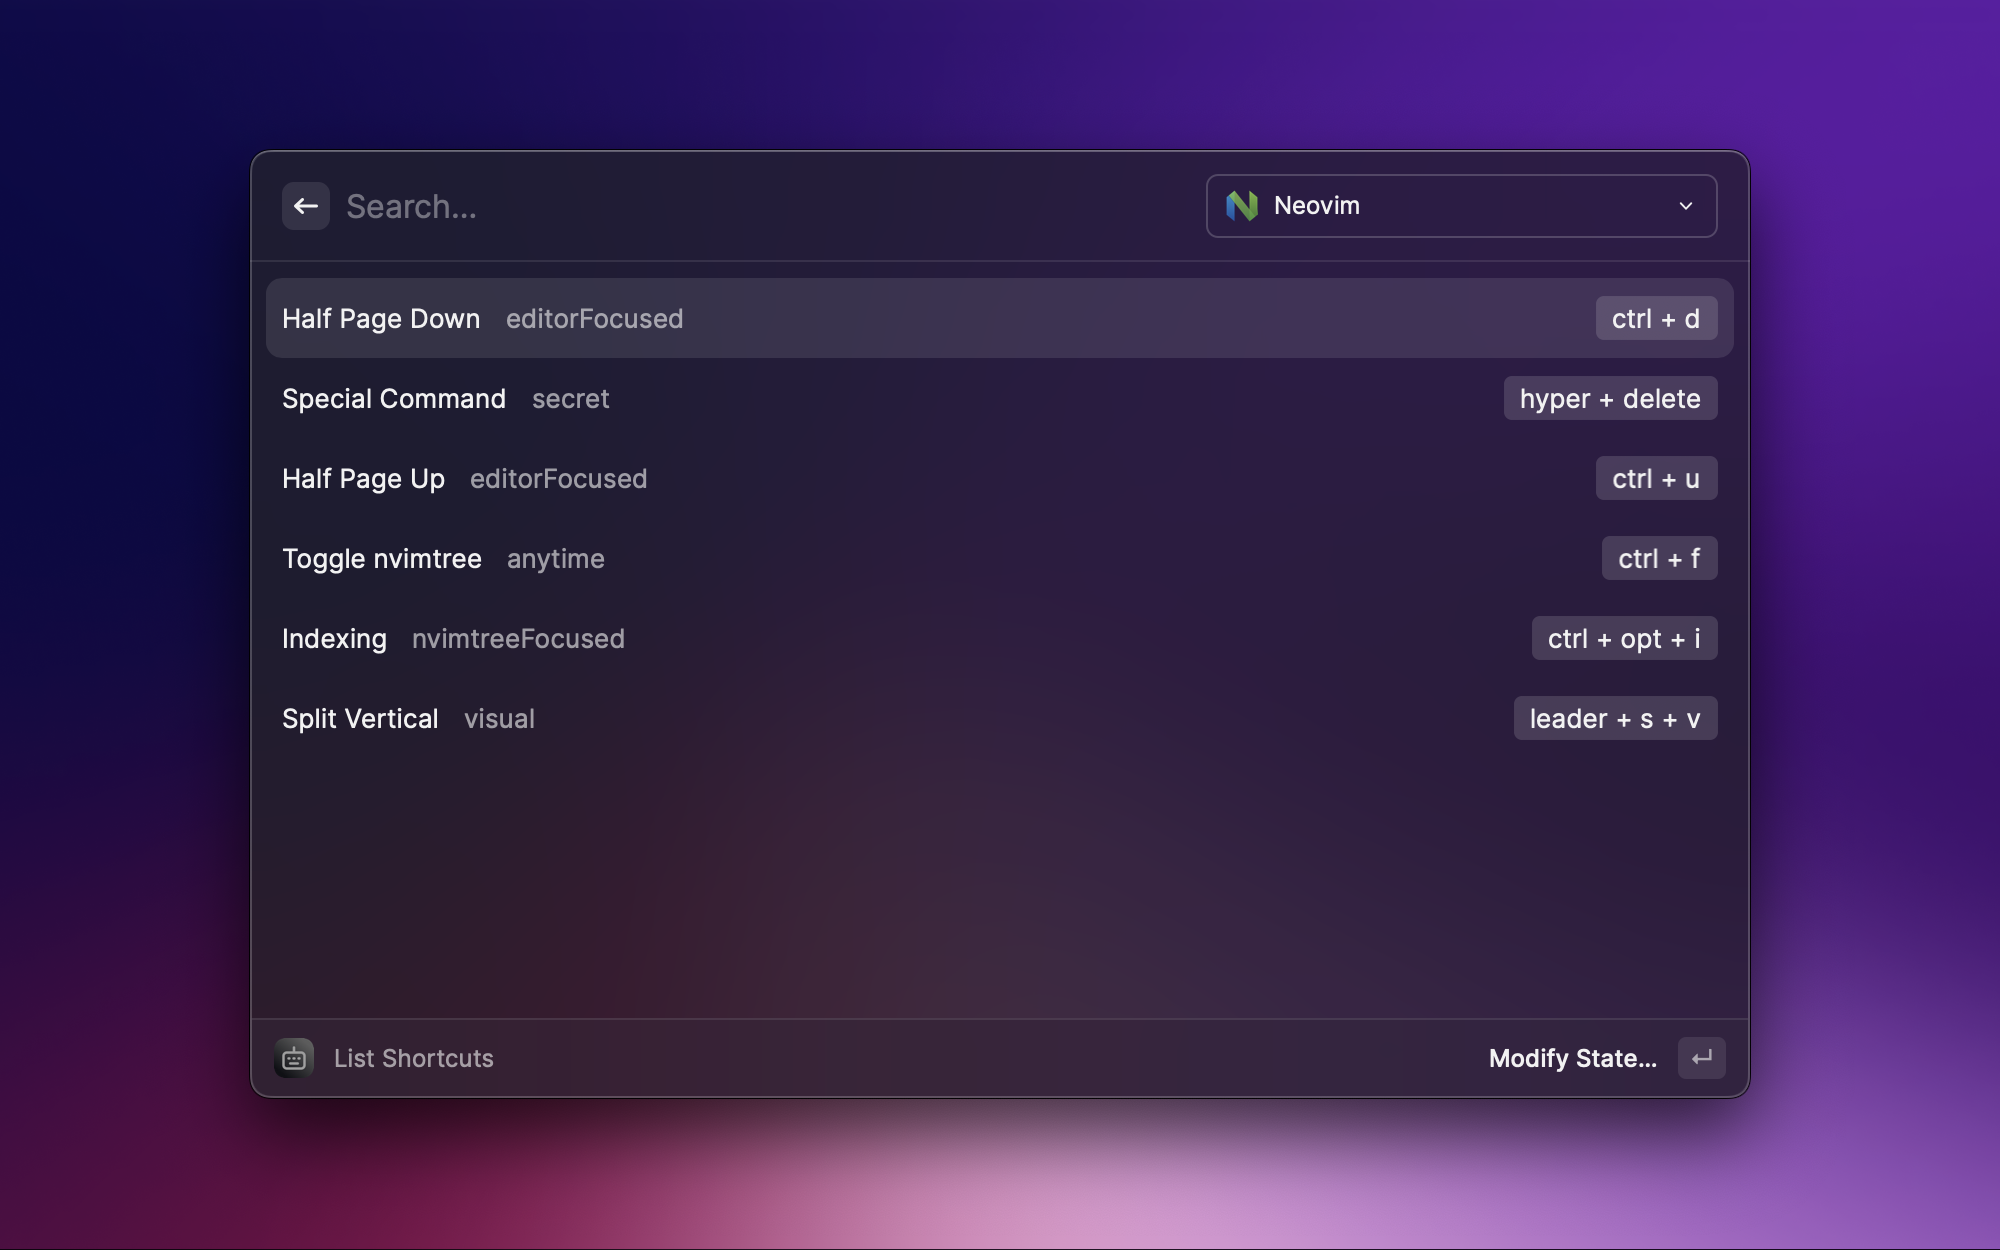 Search...
Neovim
Half Page Down editorFocused ctrl + d
Special Command secret hyper + delete
Half Page Up editorFocused ctrl + u
Toggle nvimtree anytime ctrl + f
Indexing nvimtreeFocused ctrl + opt + i
Split Vertical visual leader + s + v
List Shortcuts Modify State...